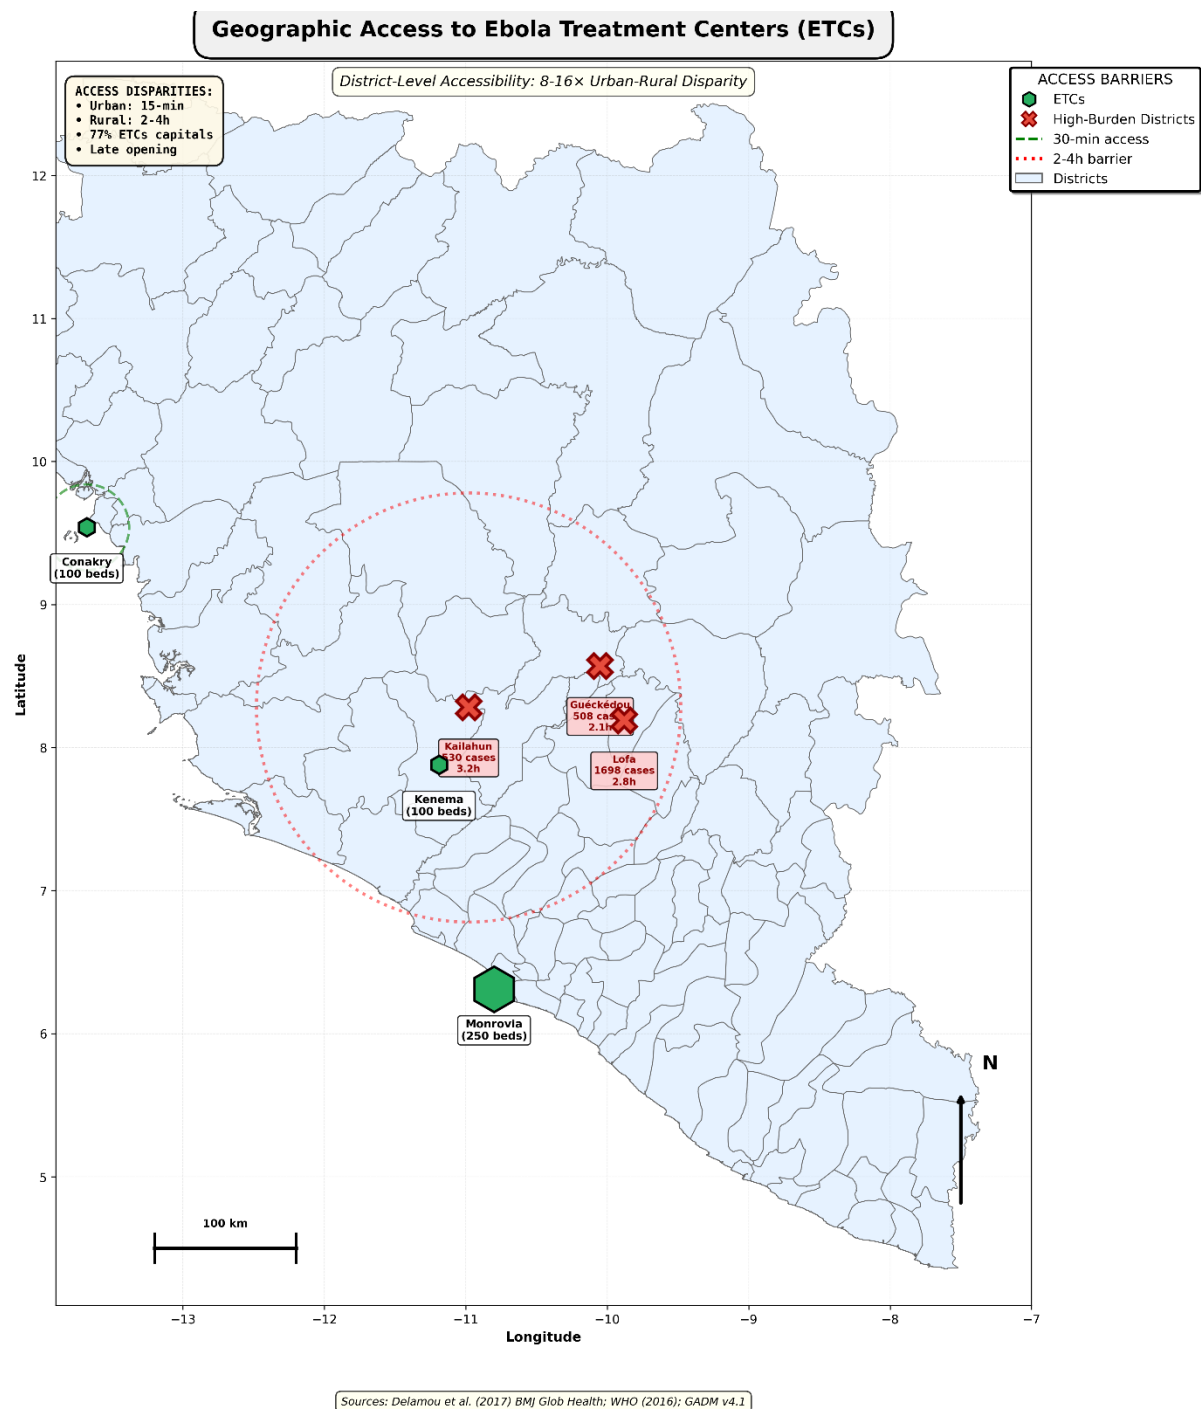 Geographic Access to Ebola Treatment Centers (ETCs)
District-Level Accessibility: 8-16× Urban-Rural Disparity
ACCESS DISPARITIES:
• Urban: 15-min
• Rural: 2-4h
• 77% ETCs capitals
• Late opening
ACCESS BARRIERS
ETCs
High-Burden Districts
30-min access
2-4h barrier
Districts
12
11
10
9
8
7
6
5
Latitude
Conakry
(100 beds)
Guéckédou
508 cases
2.1h
Kailahun
530 cases
3.2h
Lofa
1698 cases
2.8h
Kenema
(100 beds)
Monrovia
(250 beds)
N
100 km
−13
−12
−11
−10
−9
−8
−7
Longitude
Sources: Delamou et al. (2017) BMJ Glob Health; WHO (2016); GADM v4.1